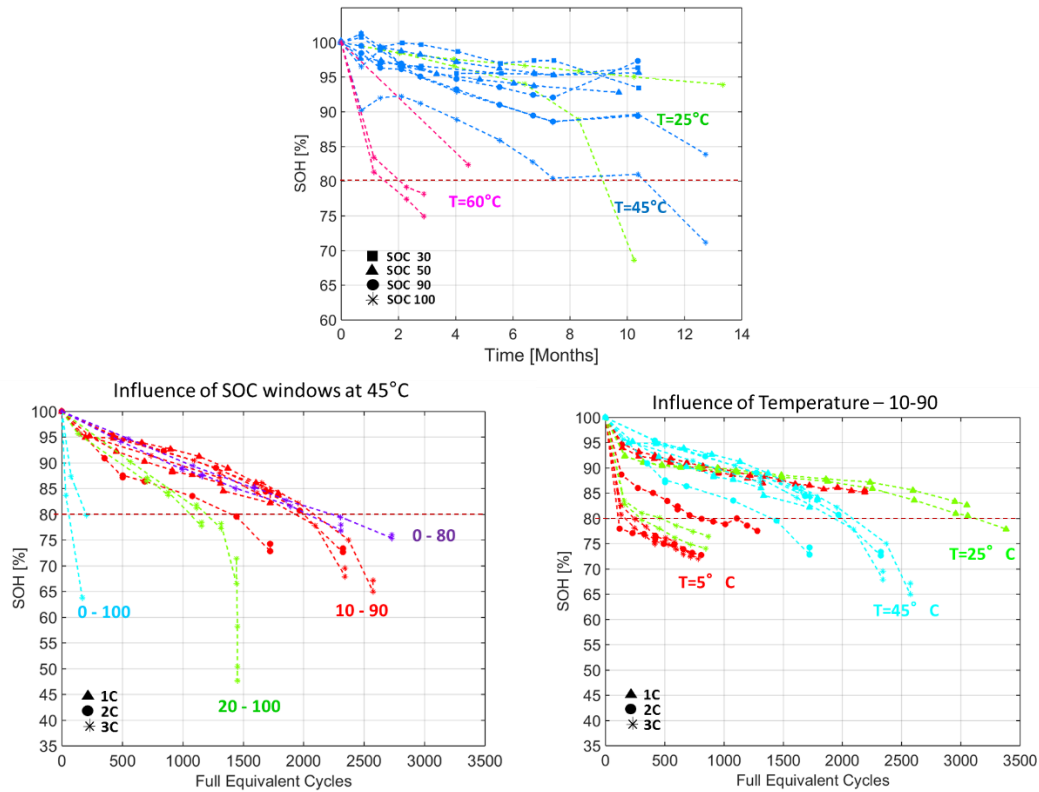 100
95
90
85
80
75
70
65
60
SOH [%]
T=25°C
T=60°C
T=45°C
SOC 30
SOC 50
SOC 90
SOC 100
0 2 4 6 8 10 12 14
Time [Months]
Influence of SOC windows at 45°C
100
95
90
85
80
75
70
65
60
55
50
45
40
35
SOH [%]
0 - 80
0 - 100
10 - 90
20 - 100
1C
2C
3C
0 500 1000 1500 2000 2500 3000 3500
Full Equivalent Cycles
Influence of Temperature – 10-90
100
95
90
85
80
75
70
65
60
55
50
45
40
35
SOH [%]
T=25° C
T=5° C
T=45° C
1C
2C
3C
0 500 1000 1500 2000 2500 3000 3500
Full Equivalent Cycles